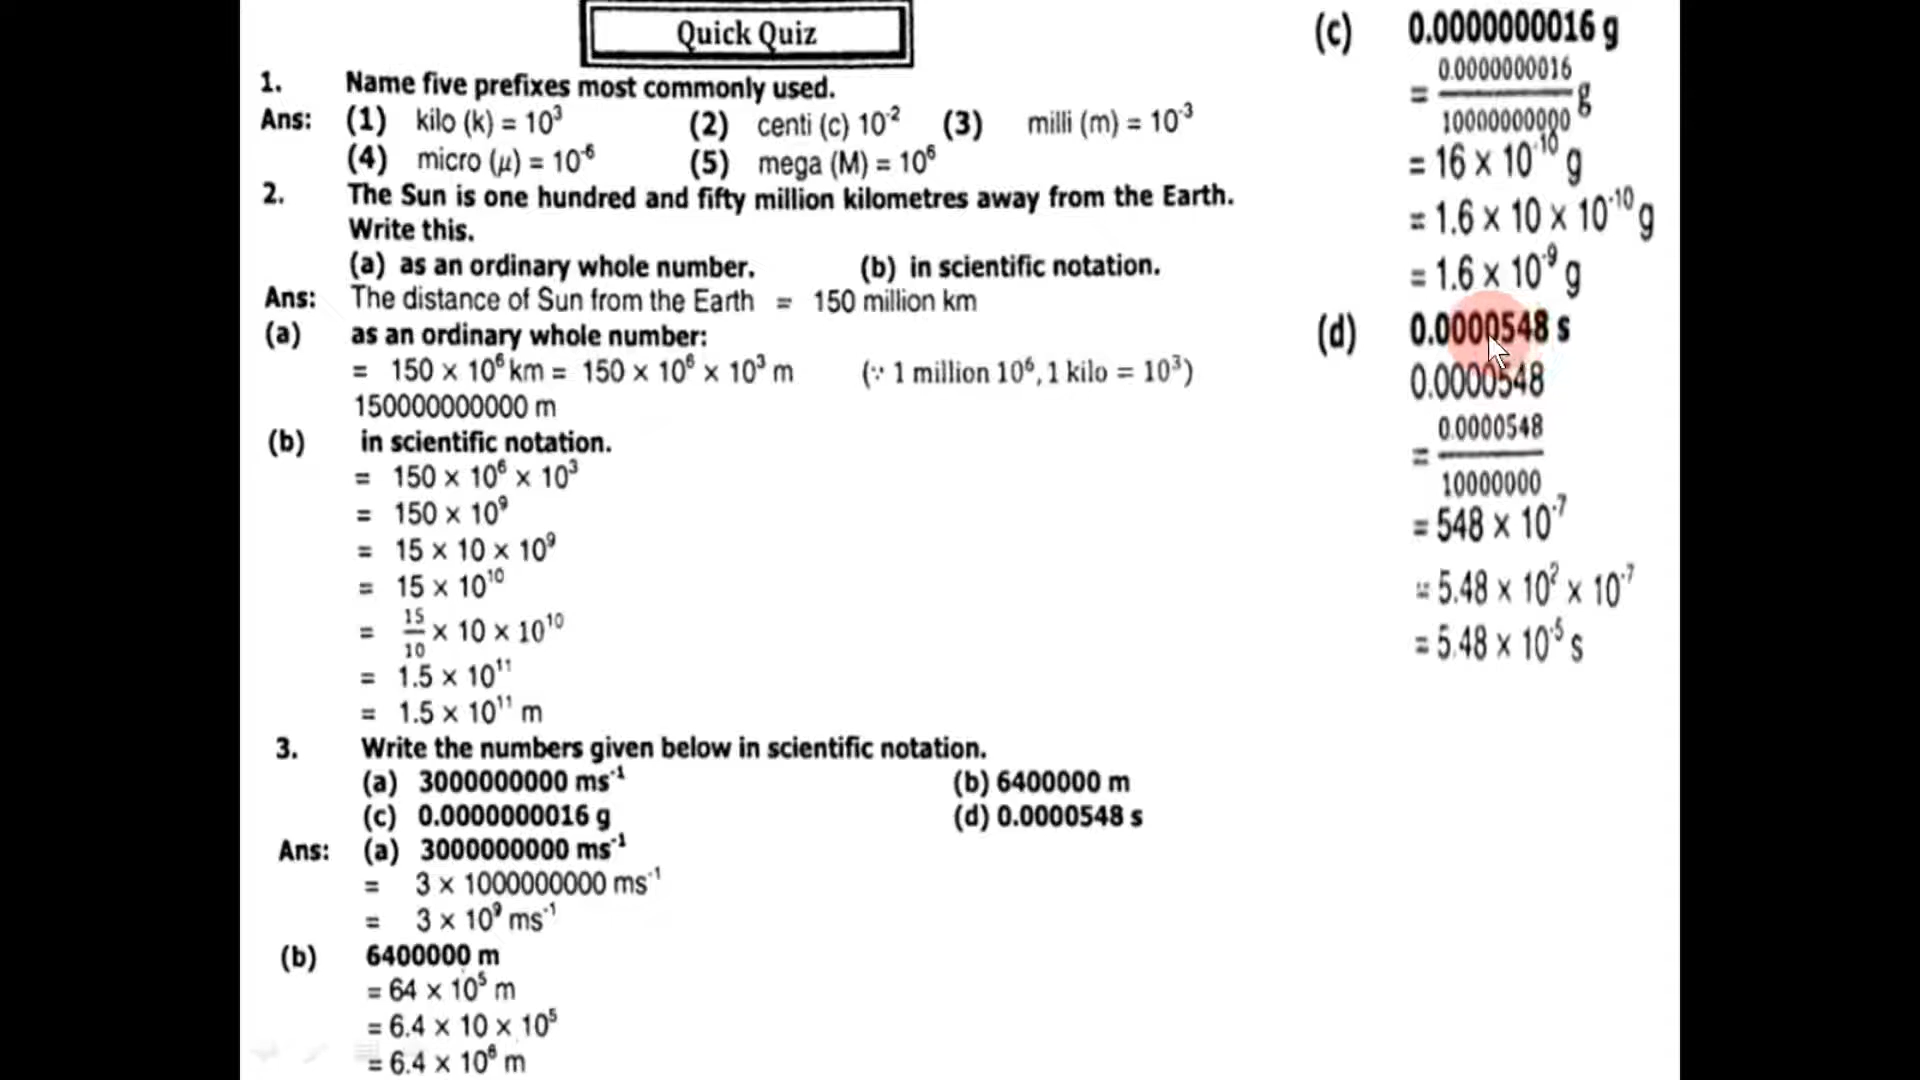 Quick Quiz
1. Name five prefixes most commonly used.
Ans: (1) kilo (k) = 10³ (2) centi (c) 10⁻² (3) milli (m) = 10⁻³
(4) micro (μ) = 10⁻⁶ (5) mega (M) = 10⁶
2. The Sun is one hundred and fifty million kilometres away from the Earth.
Write this.
(a) as an ordinary whole number. (b) in scientific notation.
Ans: The distance of Sun from the Earth = 150 million km
(a) as an ordinary whole number:
= 150 × 10⁶ km = 150 × 10⁶ × 10³ m (∵ 1 million 10⁶, 1 kilo = 10³)
150000000000 m
(b) in scientific notation.
= 150 × 10⁶ × 10³
= 150 × 10⁹
= 15 × 10 × 10⁹
= 15 × 10¹⁰
= 15/10 × 10 × 10¹⁰
= 1.5 × 10¹¹
= 1.5 × 10¹¹ m
3. Write the numbers given below in scientific notation.
(a) 3000000000 ms⁻¹ (b) 6400000 m
(c) 0.0000000016 g (d) 0.0000548 s
Ans: (a) 3000000000 ms⁻¹
= 3 × 1000000000 ms⁻¹
= 3 × 10⁹ ms⁻¹
(b) 6400000 m
= 64 × 10⁵ m
= 6.4 × 10 × 10⁵
= 6.4 × 10⁶ m
(c) 0.0000000016 g
= 0.0000000016/10000000000 g
= 16 × 10⁻¹⁰ g
= 1.6 × 10 × 10⁻¹⁰ g
= 1.6 × 10⁻⁹ g
(d) 0.0000548 s
0.0000548
= 0.0000548/10000000
= 548 × 10⁻⁷
= 5.48 × 10² × 10⁻⁷
= 5.48 × 10⁻⁵ s